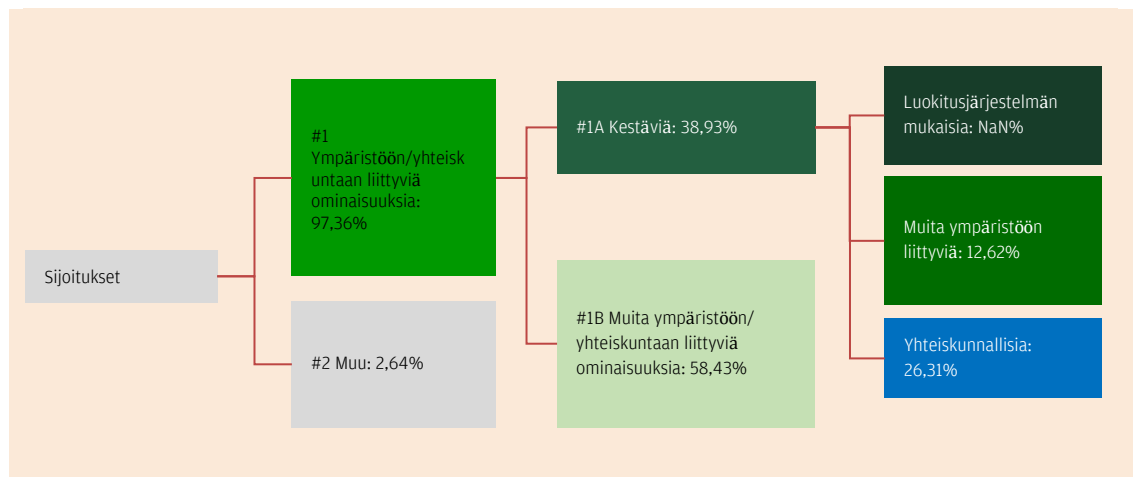 Sijoitukset
#1
Ympäristöön/yhteisk
untaan liittyviä
ominaisuuksia:
97,36%
#2 Muu: 2,64%
#1A Kestäviä: 38,93%
#1B Muita ympäristöön/
yhteiskuntaan liittyviä
ominaisuuksia: 58,43%
Luokitusjärjestelmän
mukaisia: NaN%
Muita ympäristöön
liittyviä: 12,62%
Yhteiskunnallisia:
26,31%